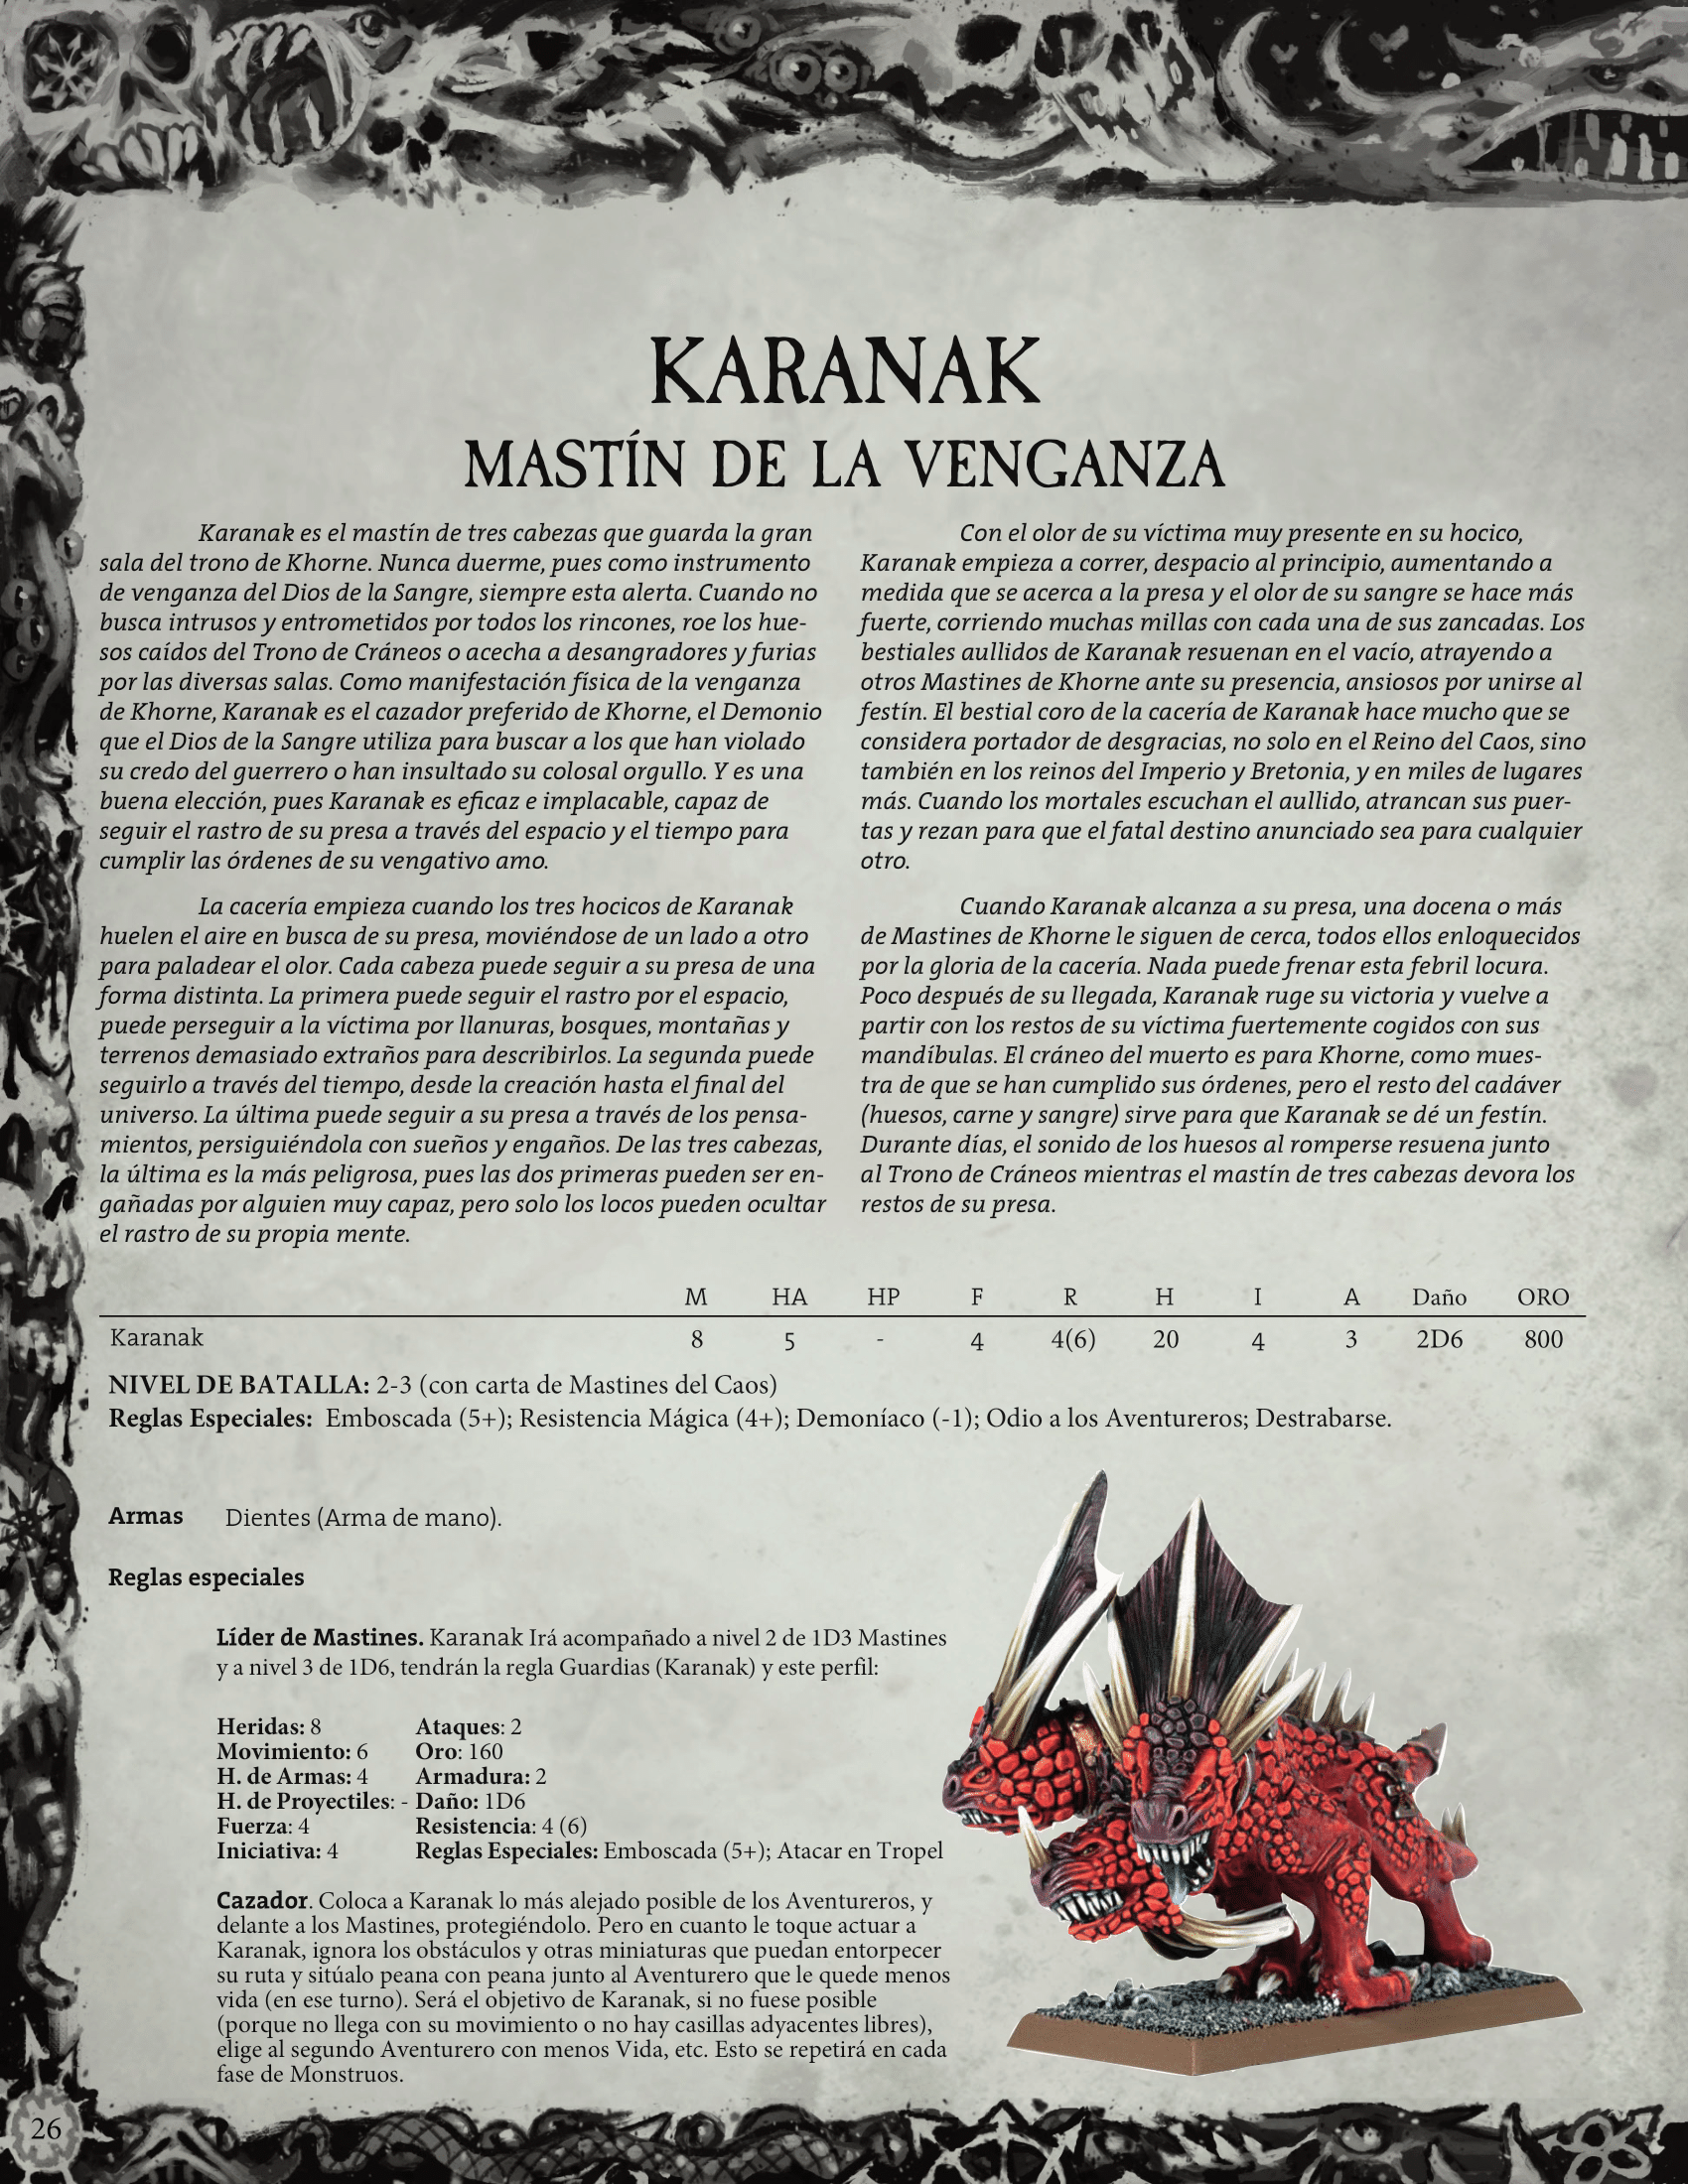 KARANAK
MASTÍN DE LA VENGANZA
Karanak es el mastín de tres cabezas que guarda la gran
sala del trono de Khorne. Nunca duerme, pues como instrumento
de venganza del Dios de la Sangre, siempre esta alerta. Cuando no
busca intrusos y entrometidos por todos los rincones, roe los hue-
sos caídos del Trono de Cráneos o acecha a desangradores y furias
por las diversas salas. Como manifestación física de la venganza
de Khorne, Karanak es el cazador preferido de Khorne, el Demonio
que el Dios de la Sangre utiliza para buscar a los que han violado
su credo del guerrero o han insultado su colosal orgullo. Y es una
buena elección, pues Karanak es eficaz e implacable, capaz de
seguir el rastro de su presa a través del espacio y el tiempo para
cumplir las órdenes de su vengativo amo.
La cacería empieza cuando los tres hocicos de Karanak
huelen el aire en busca de su presa, moviéndose de un lado a otro
para paladear el olor. Cada cabeza puede seguir a su presa de una
forma distinta. La primera puede seguir el rastro por el espacio,
puede perseguir a la víctima por llanuras, bosques, montañas y
terrenos demasiado extraños para describirlos. La segunda puede
seguirlo a través del tiempo, desde la creación hasta el final del
universo. La última puede seguir a su presa a través de los pensa-
mientos, persiguiéndola con sueños y engaños. De las tres cabezas,
la última es la más peligrosa, pues las dos primeras pueden ser en-
gañadas por alguien muy capaz, pero solo los locos pueden ocultar
el rastro de su propia mente.
Con el olor de su víctima muy presente en su hocico,
Karanak empieza a correr, despacio al principio, aumentando a
medida que se acerca a la presa y el olor de su sangre se hace más
fuerte, corriendo muchas millas con cada una de sus zancadas. Los
bestiales aullidos de Karanak resuenan en el vacío, atrayendo a
otros Mastines de Khorne ante su presencia, ansiosos por unirse al
festín. El bestial coro de la cacería de Karanak hace mucho que se
considera portador de desgracias, no solo en el Reino del Caos, sino
también en los reinos del Imperio y Bretonia, y en miles de lugares
más. Cuando los mortales escuchan el aullido, atrancan sus puer-
tas y rezan para que el fatal destino anunciado sea para cualquier
otro.
Cuando Karanak alcanza a su presa, una docena o más
de Mastines de Khorne le siguen de cerca, todos ellos enloquecidos
por la gloria de la cacería. Nada puede frenar esta febril locura.
Poco después de su llegada, Karanak ruge su victoria y vuelve a
partir con los restos de su víctima fuertemente cogidos con sus
mandíbulas. El cráneo del muerto es para Khorne, como mues-
tra de que se han cumplido sus órdenes, pero el resto del cadáver
(huesos, carne y sangre) sirve para que Karanak se dé un festín.
Durante días, el sonido de los huesos al romperse resuena junto
al Trono de Cráneos mientras el mastín de tres cabezas devora los
restos de su presa.
M HA HP F R H I A Daño ORO
Karanak 8 5 - 4 4(6) 20 4 3 2D6 800
NIVEL DE BATALLA: 2-3 (con carta de Mastines del Caos)
Reglas Especiales: Emboscada (5+); Resistencia Mágica (4+); Demoníaco (-1); Odio a los Aventureros; Destrabarse.
Armas Dientes (Arma de mano).
Reglas especiales
Líder de Mastines. Karanak Irá acompañado a nivel 2 de 1D3 Mastines
y a nivel 3 de 1D6, tendrán la regla Guardias (Karanak) y este perfil:
Heridas: 8 Ataques: 2
Movimiento: 6 Oro: 160
H. de Armas: 4 Armadura: 2
H. de Proyectiles: - Daño: 1D6
Fuerza: 4 Resistencia: 4 (6)
Iniciativa: 4 Reglas Especiales: Emboscada (5+); Atacar en Tropel
Cazador. Coloca a Karanak lo más alejado posible de los Aventureros, y
delante a los Mastines, protegiéndolo. Pero en cuanto le toque actuar a
Karanak, ignora los obstáculos y otras miniaturas que puedan entorpecer
su ruta y sitúalo peana con peana junto al Aventurero que le quede menos
vida (en ese turno). Será el objetivo de Karanak, si no fuese posible
(porque no llega con su movimiento o no hay casillas adyacentes libres),
elige al segundo Aventurero con menos Vida, etc. Esto se repetirá en cada
fase de Monstruos.
26